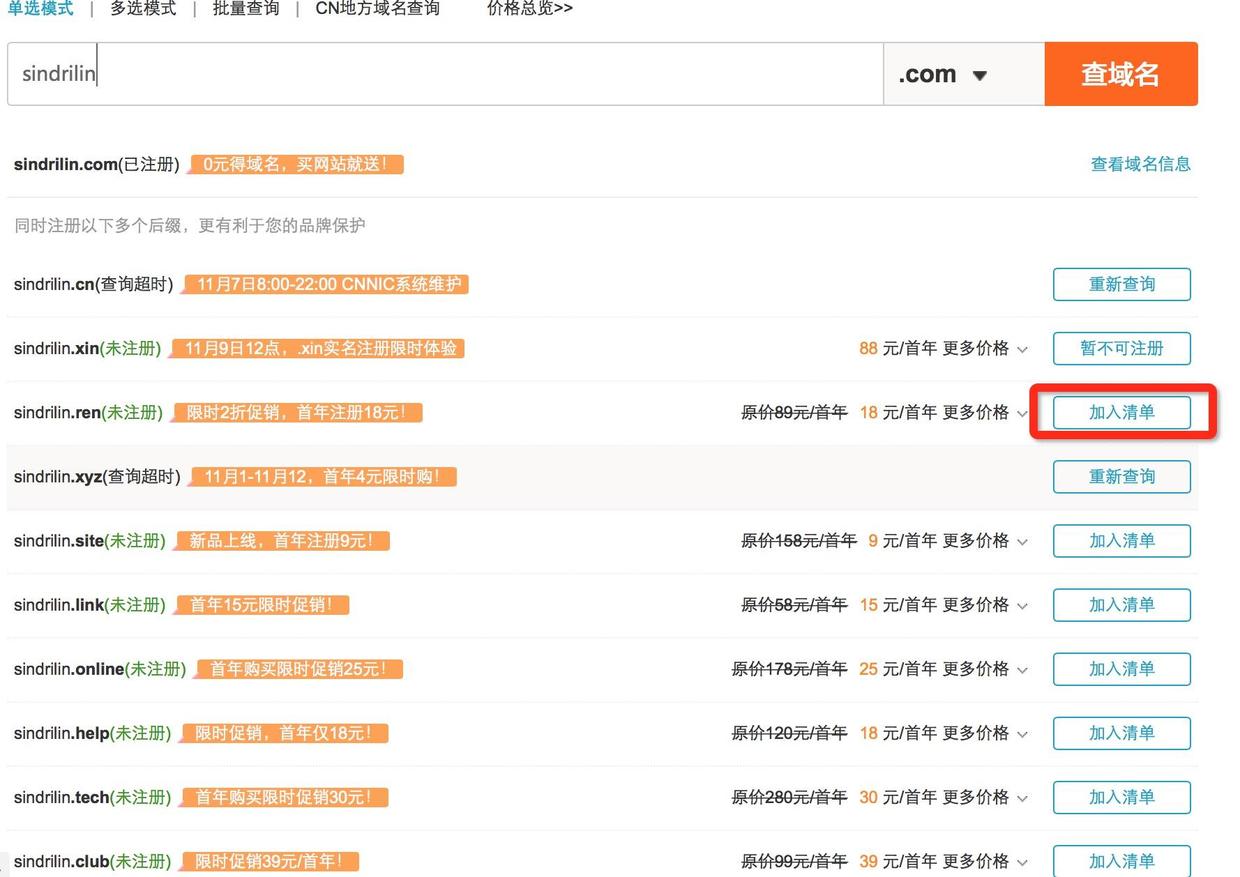 单选模式 | 多选模式 | 批量查询 | CN地方域名查询 价格总览>>
sindrilin .com 查域名
sindrilin.com(已注册) 0元得域名，买网站就送！ 查看域名信息
同时注册以下多个后缀，更有利于您的品牌保护
sindrilin.cn(查询超时) 11月7日8:00-22:00 CNNIC系统维护 重新查询
sindrilin.xin(未注册) 11月9日12点，.xin实名注册限时体验 88 元/首年 更多价格 暂不可注册
sindrilin.ren(未注册) 限时2折促销，首年注册18元！ 原价89元/首年 18 元/首年 更多价格 加入清单
sindrilin.xyz(查询超时) 11月1-11月12，首年4元限时购！ 重新查询
sindrilin.site(未注册) 新品上线，首年注册9元！ 原价158元/首年 9 元/首年 更多价格 加入清单
sindrilin.link(未注册) 首年15元限时促销！ 原价58元/首年 15 元/首年 更多价格 加入清单
sindrilin.online(未注册) 首年购买限时促销25元！ 原价178元/首年 25 元/首年 更多价格 加入清单
sindrilin.help(未注册) 限时促销，首年仅18元！ 原价120元/首年 18 元/首年 更多价格 加入清单
sindrilin.tech(未注册) 首年购买限时促销30元！ 原价280元/首年 30 元/首年 更多价格 加入清单
sindrilin.club(未注册) 限时促销39元/首年！ 原价99元/首年 39 元/首年 更多价格 加入清单